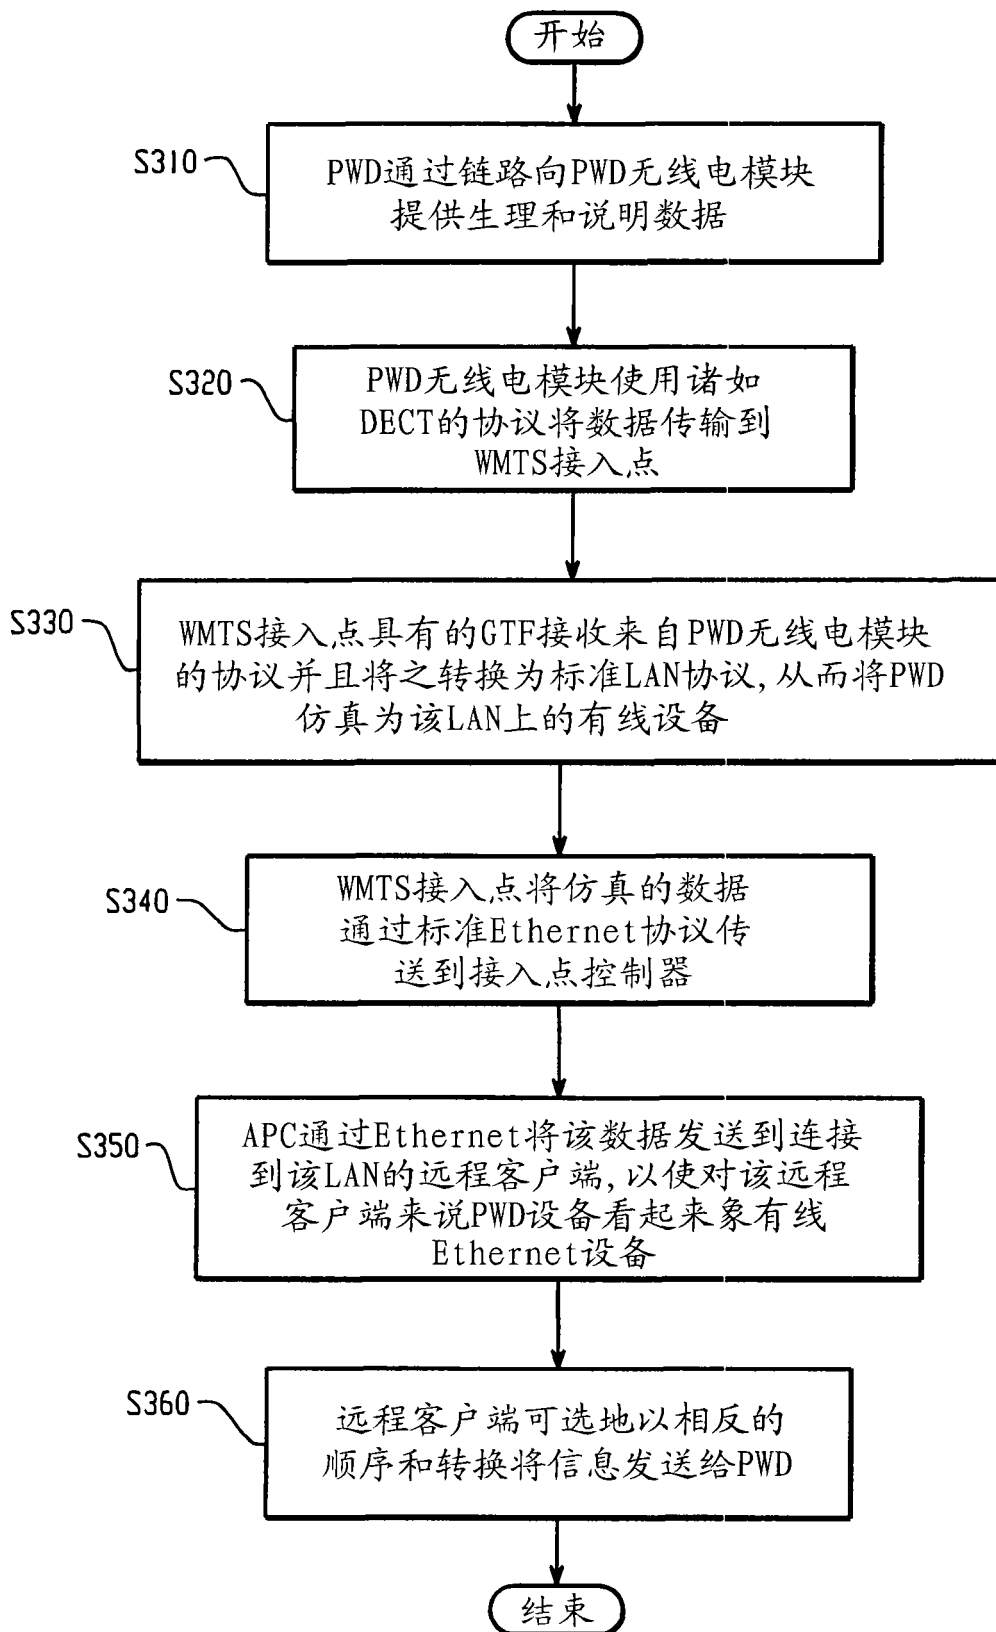 开始
S310
PWD通过链路向PWD无线电模块
提供生理和说明数据
S320
PWD无线电模块使用诸如
DECT的协议将数据传输到
WMTS接入点
S330
WMTS接入点具有的GTF接收来自PWD无线电模块
的协议并且将之转换为标准LAN协议,从而将PWD
仿真为该LAN上的有线设备
S340
WMTS接入点将仿真的数据
通过标准Ethernet协议传
送到接入点控制器
S350
APC通过Ethernet将该数据发送到连接
到该LAN的远程客户端,以使对该远程
客户端来说PWD设备看起来象有线
Ethernet设备
S360
远程客户端可选地以相反的
顺序和转换将信息发送给PWD
结束